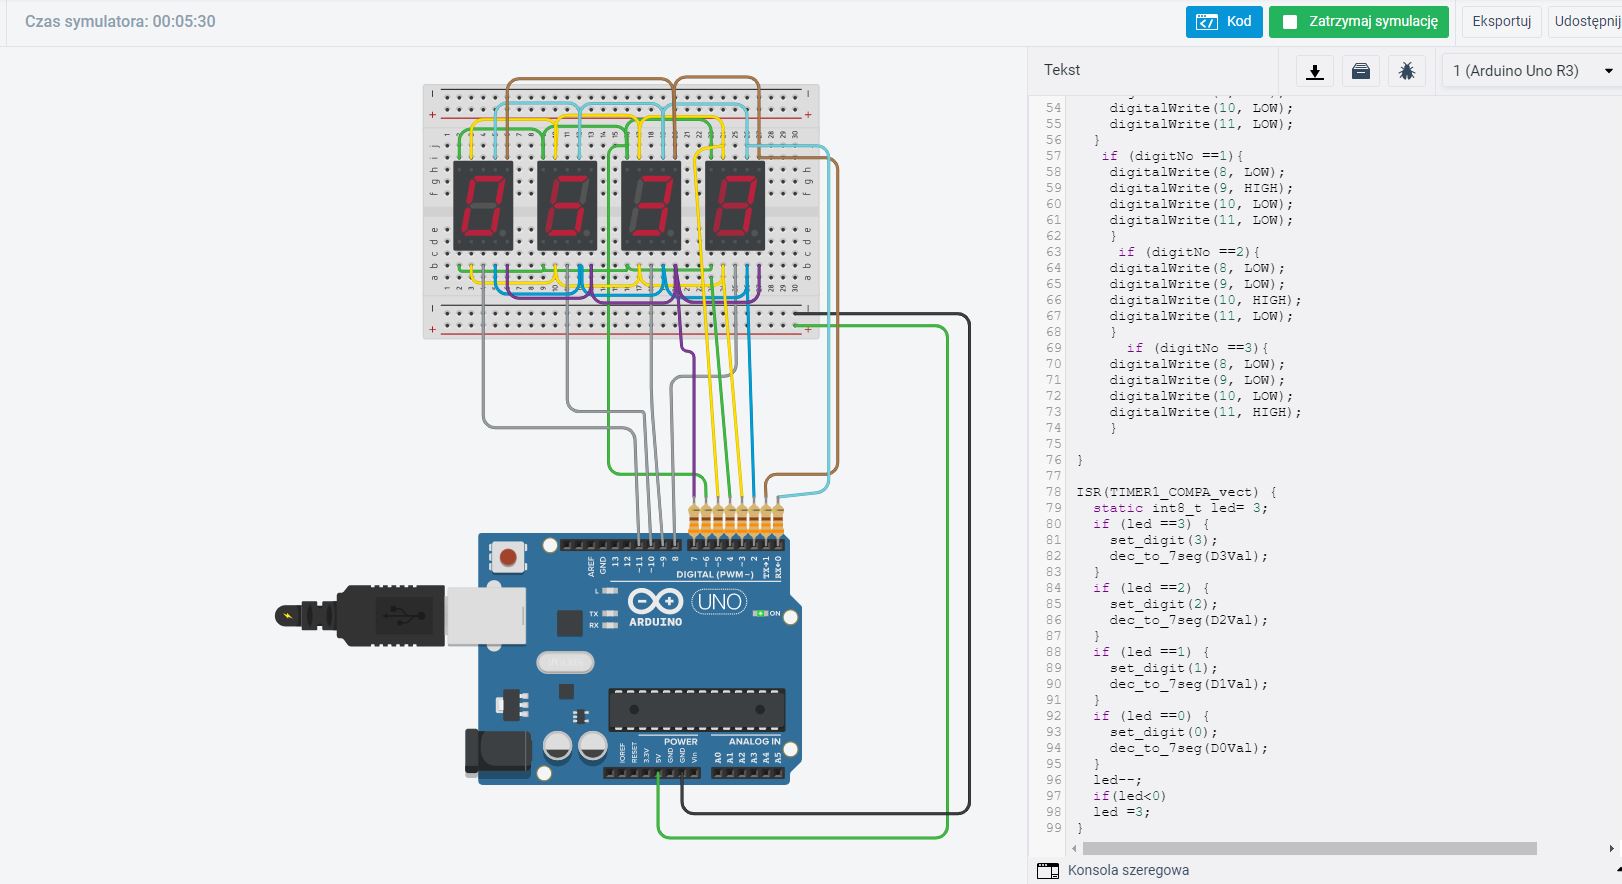 Czas symulatora: 00:05:30
Kod
Zatrzymaj symulację
Eksportuj
Udostępnij
Tekst
1 (Arduino Uno R3)
54 digitalWrite(10, LOW);
55 digitalWrite(11, LOW);
56 }
57 if (digitNo ==1){
58 digitalWrite(8, LOW);
59 digitalWrite(9, HIGH);
60 digitalWrite(10, LOW);
61 digitalWrite(11, LOW);
62 }
63 if (digitNo ==2){
64 digitalWrite(8, LOW);
65 digitalWrite(9, LOW);
66 digitalWrite(10, HIGH);
67 digitalWrite(11, LOW);
68 }
69 if (digitNo ==3){
70 digitalWrite(8, LOW);
71 digitalWrite(9, LOW);
72 digitalWrite(10, LOW);
73 digitalWrite(11, HIGH);
74 }
75
76 }
77
78 ISR(TIMER1_COMPA_vect) {
79 static int8_t led= 3;
80 if (led ==3) {
81 set_digit(3);
82 dec_to_7seg(D3Val);
83 }
84 if (led ==2) {
85 set_digit(2);
86 dec_to_7seg(D2Val);
87 }
88 if (led ==1) {
89 set_digit(1);
90 dec_to_7seg(D1Val);
91 }
92 if (led ==0) {
93 set_digit(0);
94 dec_to_7seg(D0Val);
95 }
96 led--;
97 if(led<0)
98 led =3;
99 }
Konsola szeregowa
AREF
GND
13
12
~11
~10
~9
8
7
~6
~5
4
~3
2
TX→1
RX←0
DIGITAL (PWM~)
L
TX
RX
UNO
ON
ARDUINO
POWER
ANALOG IN
IOREF
RESET
3.3V
5V
GND
GND
Vin
A0
A1
A2
A3
A4
A5